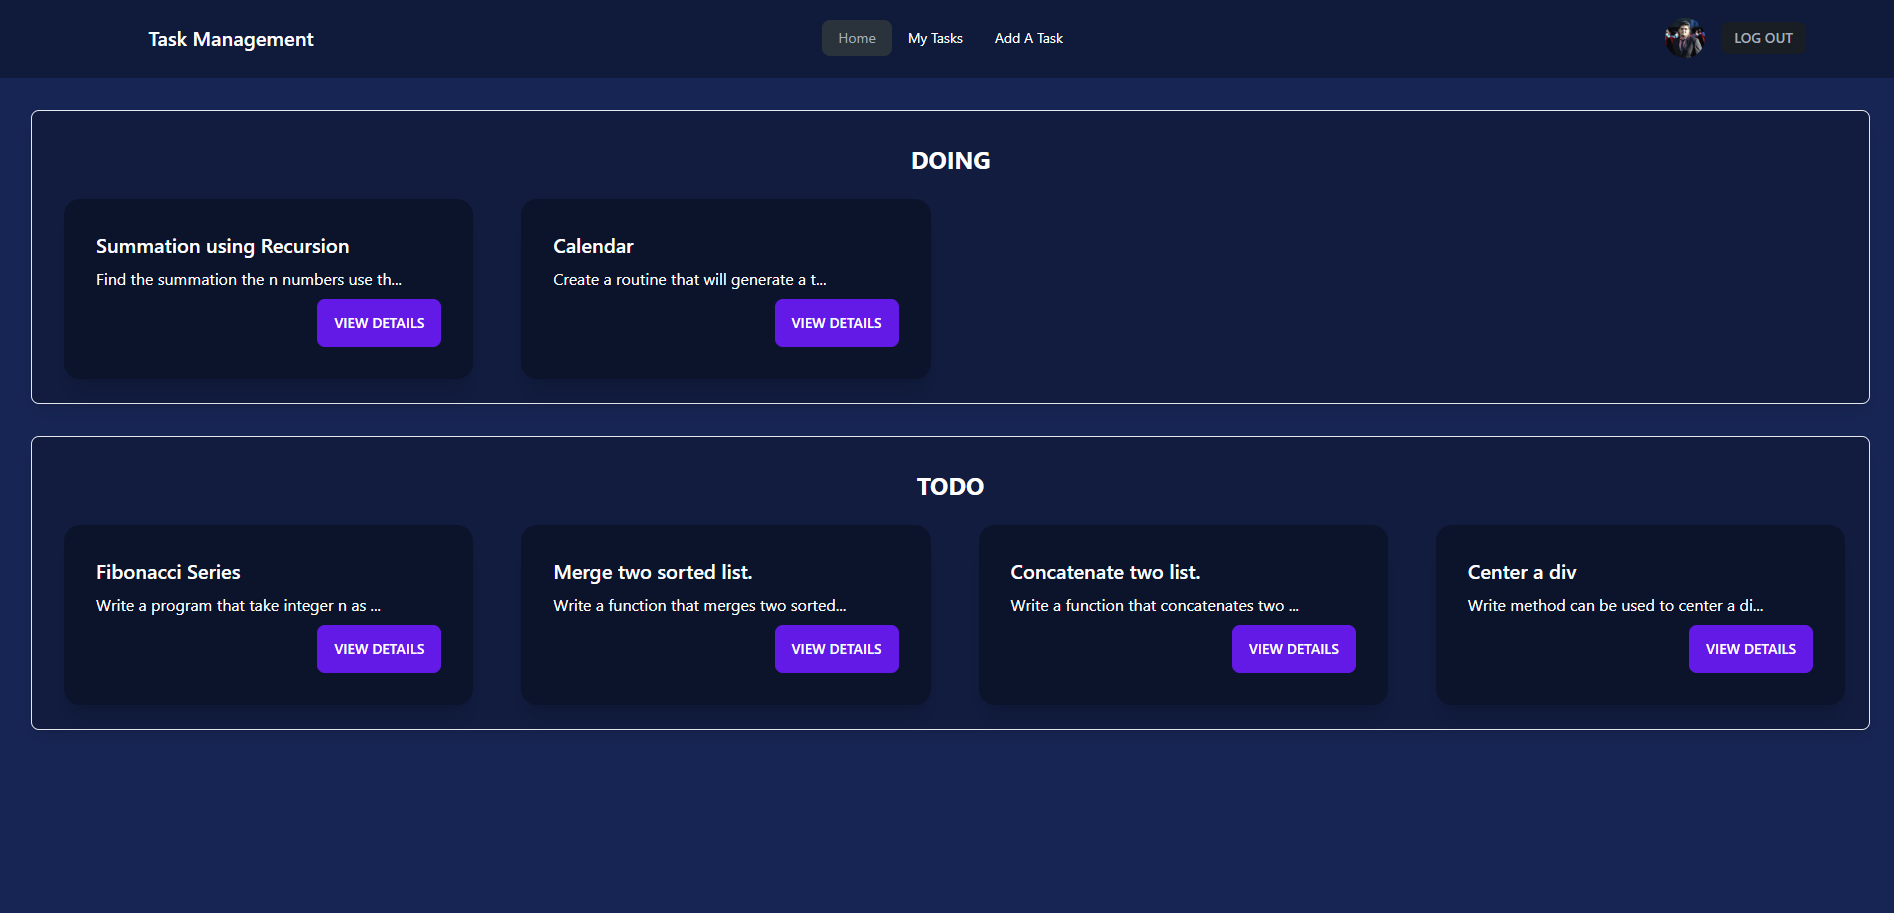 Task Management
Home
My Tasks
Add A Task
LOG OUT
DOING
Summation using Recursion
Find the summation the n numbers use th...
VIEW DETAILS
Calendar
Create a routine that will generate a t...
VIEW DETAILS
TODO
Fibonacci Series
Write a program that take integer n as ...
VIEW DETAILS
Merge two sorted list.
Write a function that merges two sorted...
VIEW DETAILS
Concatenate two list.
Write a function that concatenates two ...
VIEW DETAILS
Center a div
Write method can be used to center a di...
VIEW DETAILS